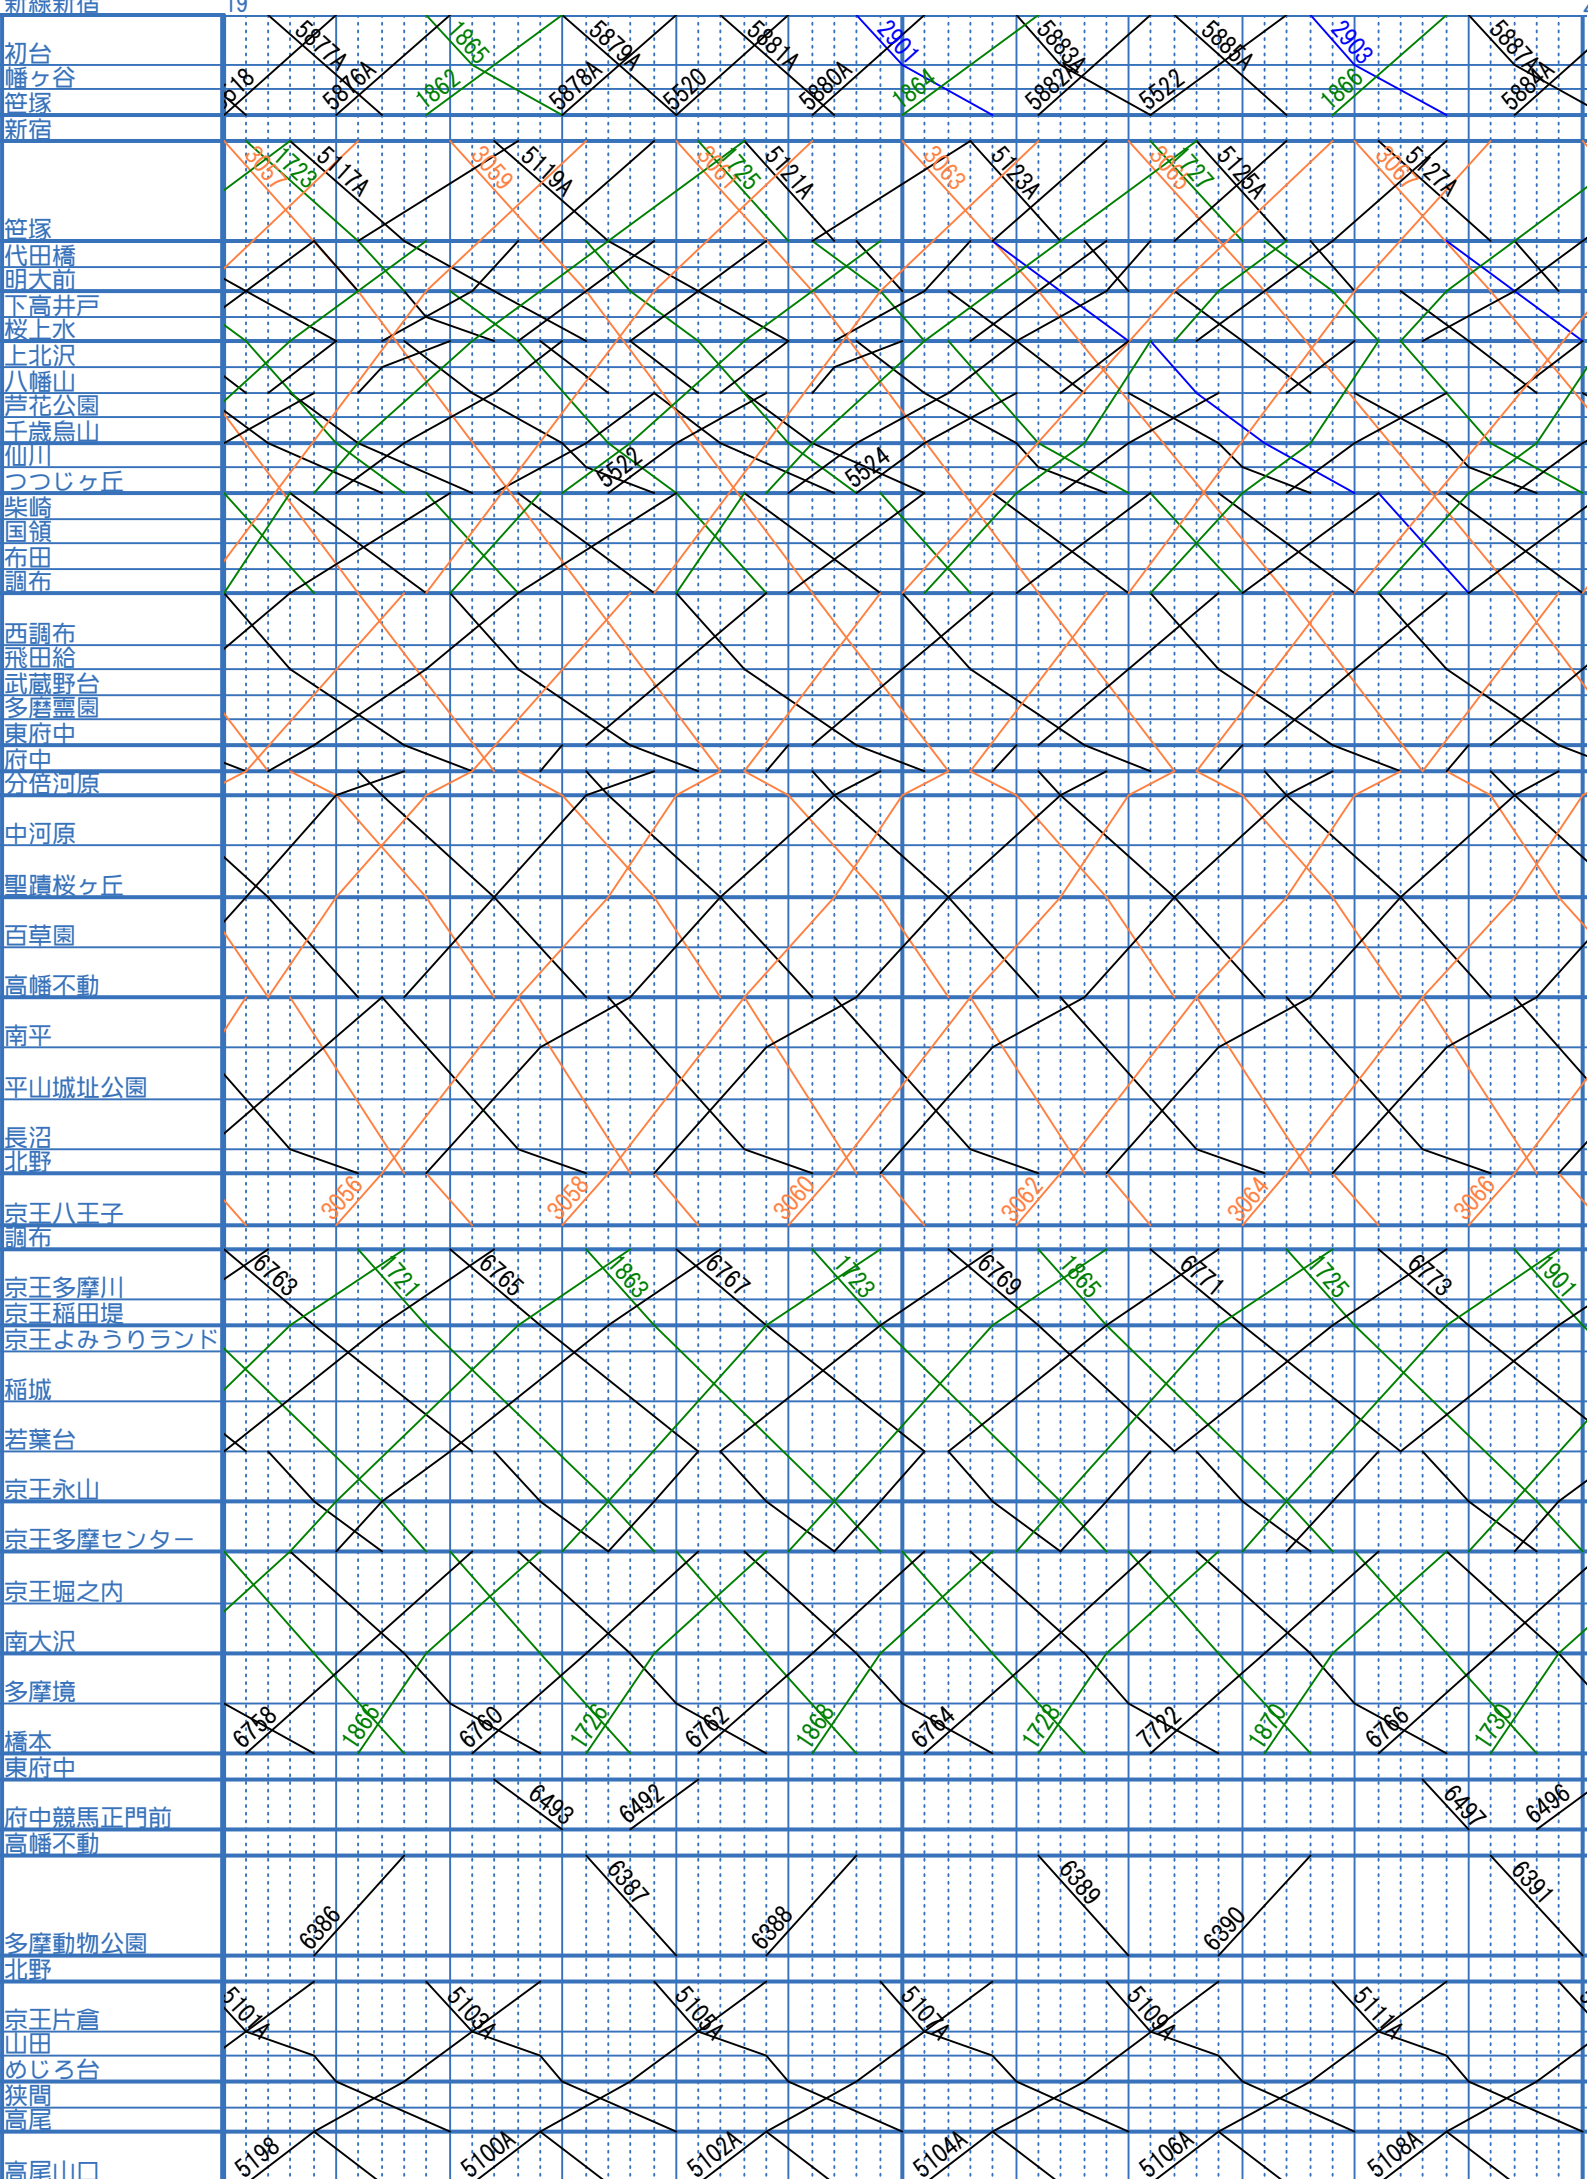 新線新宿 19
初台
幡ヶ谷
笹塚
5877A 5876A 1865 1862 5879A 5878A 5520 5881A 5880A 2901 1864 5883A 5882A 5522 5885A 2903 1866 5887A 5884A
新宿
3057 1723 5117A 3059 5119A 3061 1725 5121A 3063 5123A 3065 1727 5125A 3067 5127A
笹塚
代田橋
明大前
下高井戸
桜上水
上北沢
八幡山
芦花公園
千歳烏山
仙川
5522 5524
つつじヶ丘
柴崎
国領
布田
調布
西調布
飛田給
武蔵野台
多磨霊園
東府中
府中
分倍河原
中河原
聖蹟桜ヶ丘
百草園
高幡不動
南平
平山城址公園
長沼
北野
3056 3058 3060 3062 3064 3066
京王八王子
調布
6763 1721 6765 1863 6767 1723 6769 1865 6771 1725 6773 1901
京王多摩川
京王稲田堤
京王よみうりランド
稲城
若葉台
京王永山
京王多摩センター
京王堀之内
南大沢
多摩境
6758 1866 6760 1726 6762 1868 6764 1728 7722 1870 6766 1730
橋本
東府中
6493 6492 6497 6496
府中競馬正門前
高幡不動
6386 6387 6388 6389 6390 6391
多摩動物公園
北野
5101A 5103A 5105A 5107A 5109A 5111A
京王片倉
山田
めじろ台
狭間
高尾
5198 5100A 5102A 5104A 5106A 5108A
高尾山口